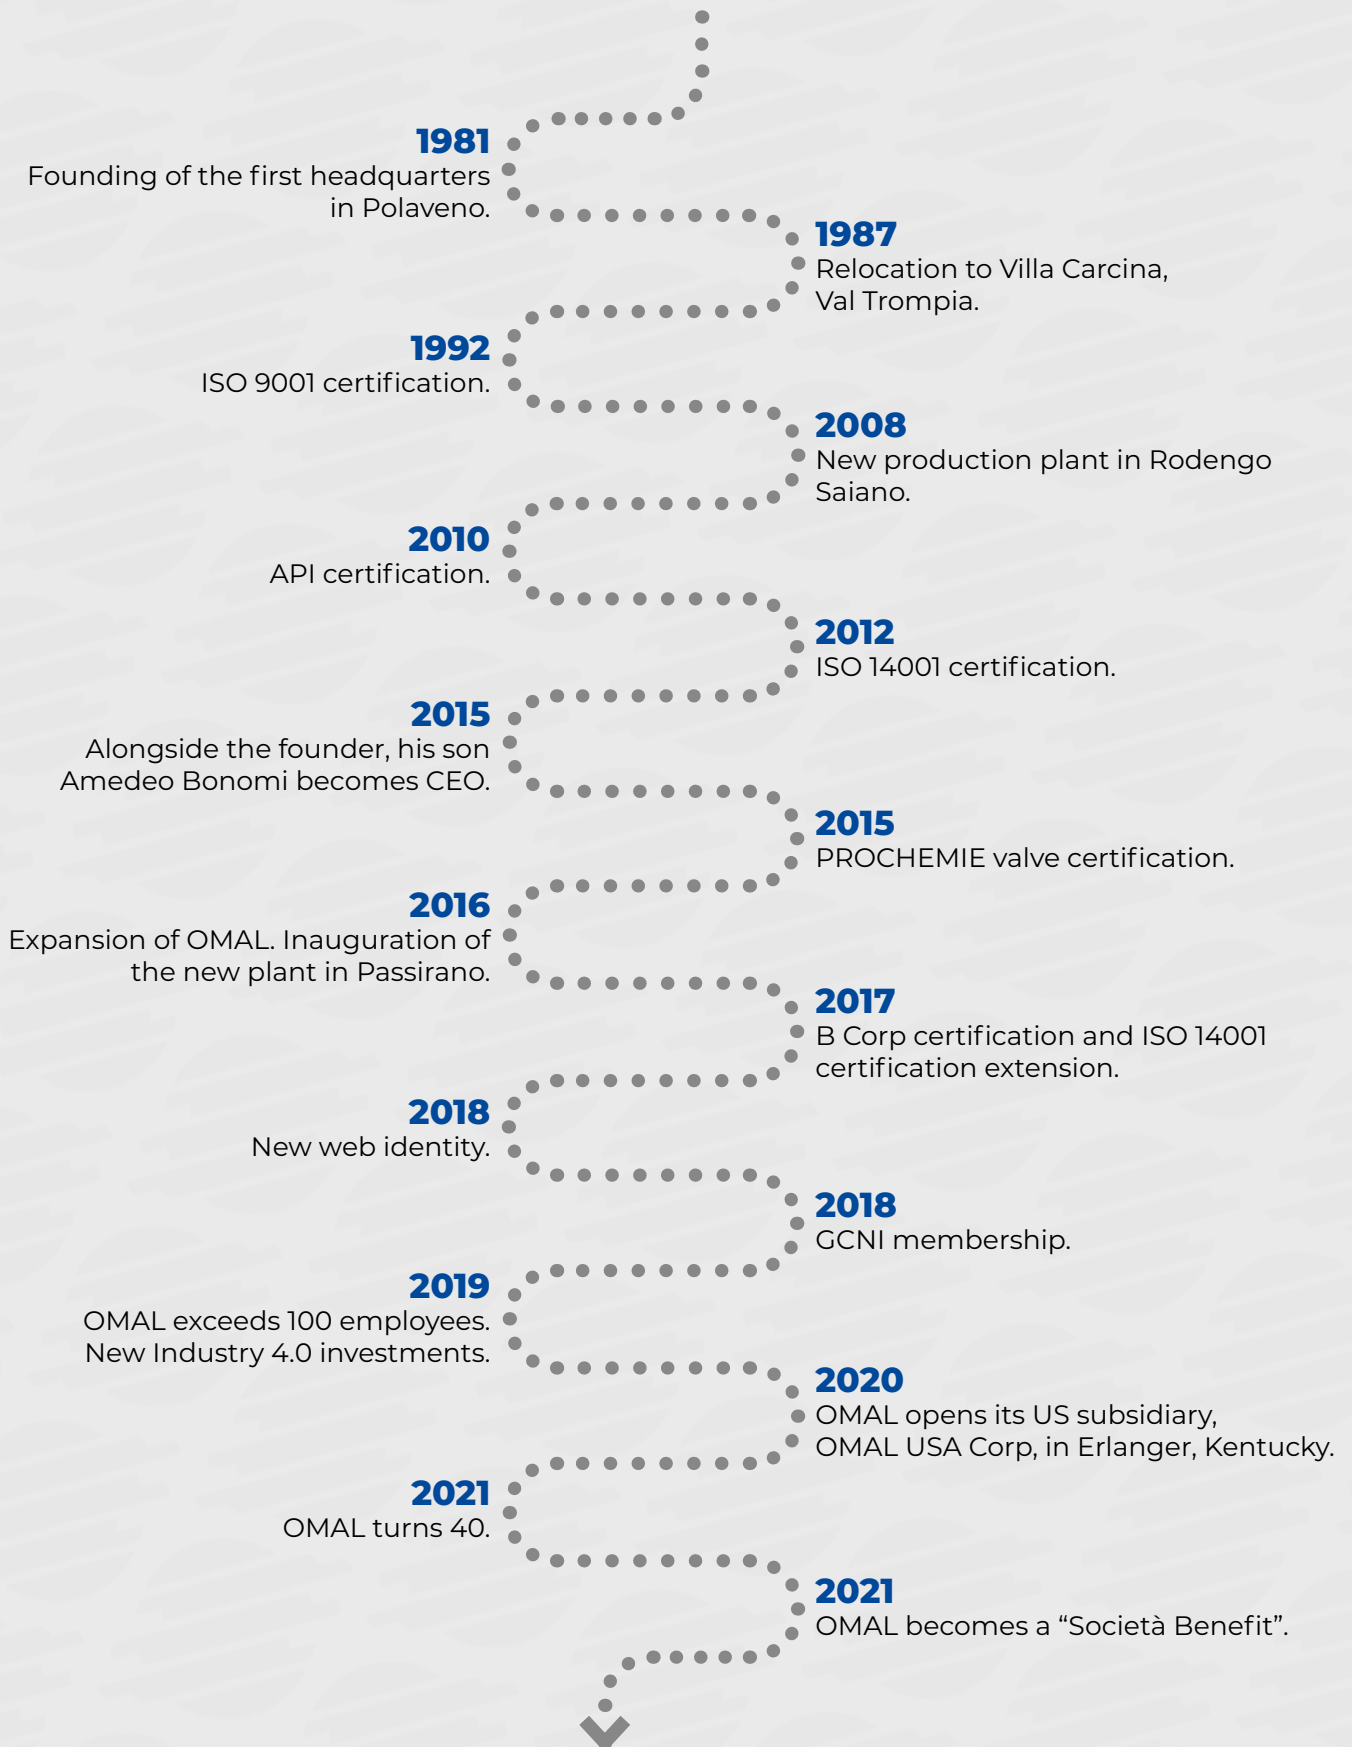 1981
Founding of the first headquarters
in Polaveno.
1987
Relocation to Villa Carcina,
Val Trompia.
1992
ISO 9001 certification.
2008
New production plant in Rodengo
Saiano.
2010
API certification.
2012
ISO 14001 certification.
2015
Alongside the founder, his son
Amedeo Bonomi becomes CEO.
2015
PROCHEMIE valve certification.
2016
Expansion of OMAL. Inauguration of
the new plant in Passirano.
2017
B Corp certification and ISO 14001
certification extension.
2018
New web identity.
2018
GCNI membership.
2019
OMAL exceeds 100 employees.
New Industry 4.0 investments.
2020
OMAL opens its US subsidiary,
OMAL USA Corp, in Erlanger, Kentucky.
2021
OMAL turns 40.
2021
OMAL becomes a “Società Benefit”.